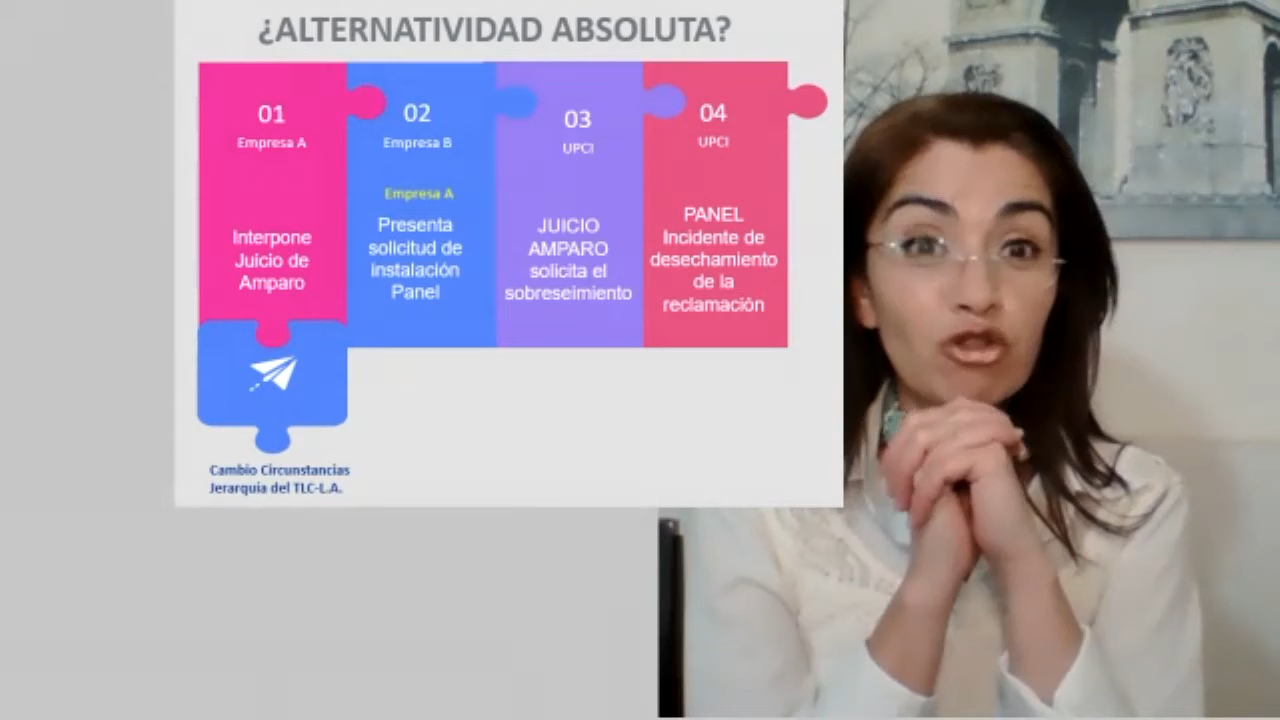 ¿ALTERNATIVIDAD ABSOLUTA?
01
Empresa A
Interpone
Juicio de
Amparo
02
Empresa B
Empresa A
Presenta
solicitud de
instalación
Panel
03
UPCI
JUICIO
AMPARO
solicita el
sobreseimiento
04
UPCI
PANEL
Incidente de
desechamiento
de la
reclamación
Cambio Circunstancias
Jerarquía del TLC-L.A.